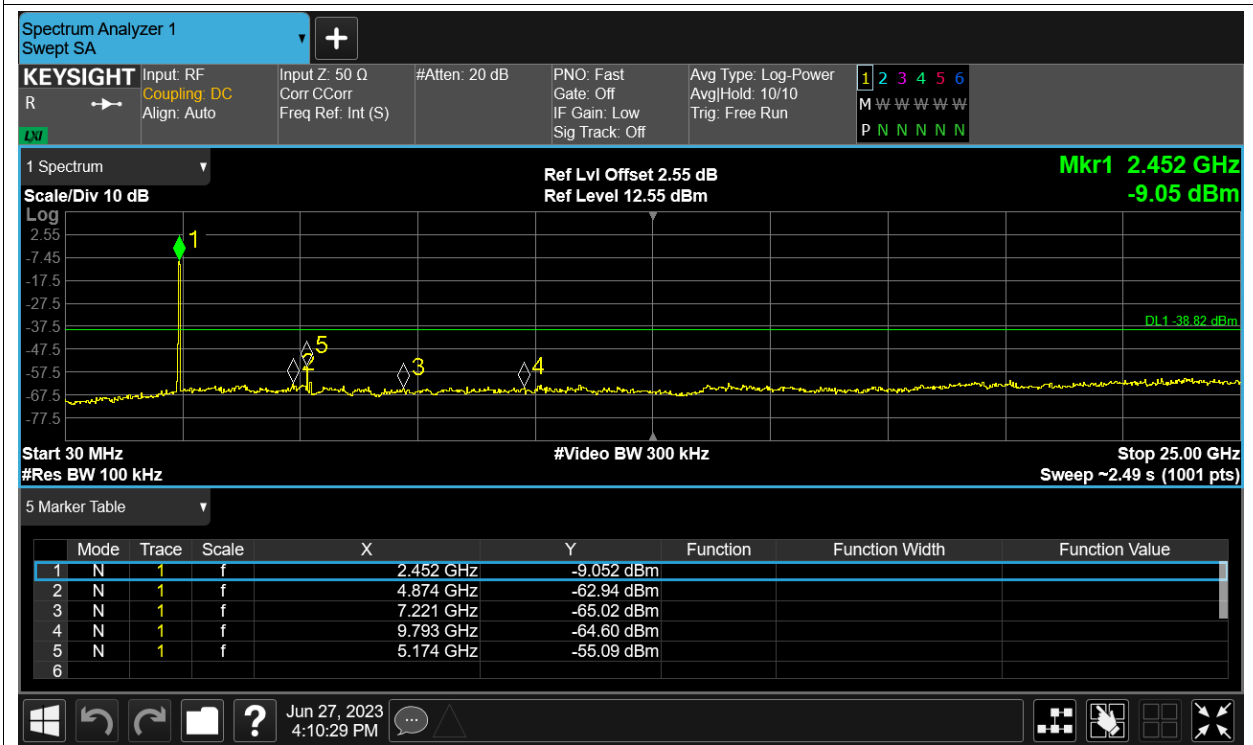 Spectrum Analyzer 1
Swept SA
KEYSIGHT
R
LXI
Input: RF
Coupling: DC
Align: Auto
Input Z: 50 Ω
Corr CCorr
Freq Ref: Int (S)
#Atten: 20 dB
PNO: Fast
Gate: Off
IF Gain: Low
Sig Track: Off
Avg Type: Log-Power
Avg|Hold: 10/10
Trig: Free Run
1 2 3 4 5 6
M W W W W W
P N N N N N
1 Spectrum
Scale/Div 10 dB
Ref Lvl Offset 2.55 dB
Ref Level 12.55 dBm
Mkr1 2.452 GHz
-9.05 dBm
Log
2.55
-7.45
-17.5
-27.5
-37.5
-47.5
-57.5
-67.5
-77.5
1
2
5
3
4
DL1 -38.82 dBm
Start 30 MHz
#Video BW 300 kHz
Stop 25.00 GHz
#Res BW 100 kHz
Sweep ~2.49 s (1001 pts)
5 Marker Table
Mode Trace Scale X Y Function Function Width Function Value
1 N 1 f 2.452 GHz -9.052 dBm
2 N 1 f 4.874 GHz -62.94 dBm
3 N 1 f 7.221 GHz -65.02 dBm
4 N 1 f 9.793 GHz -64.60 dBm
5 N 1 f 5.174 GHz -55.09 dBm
6
?
Jun 27, 2023
4:10:29 PM